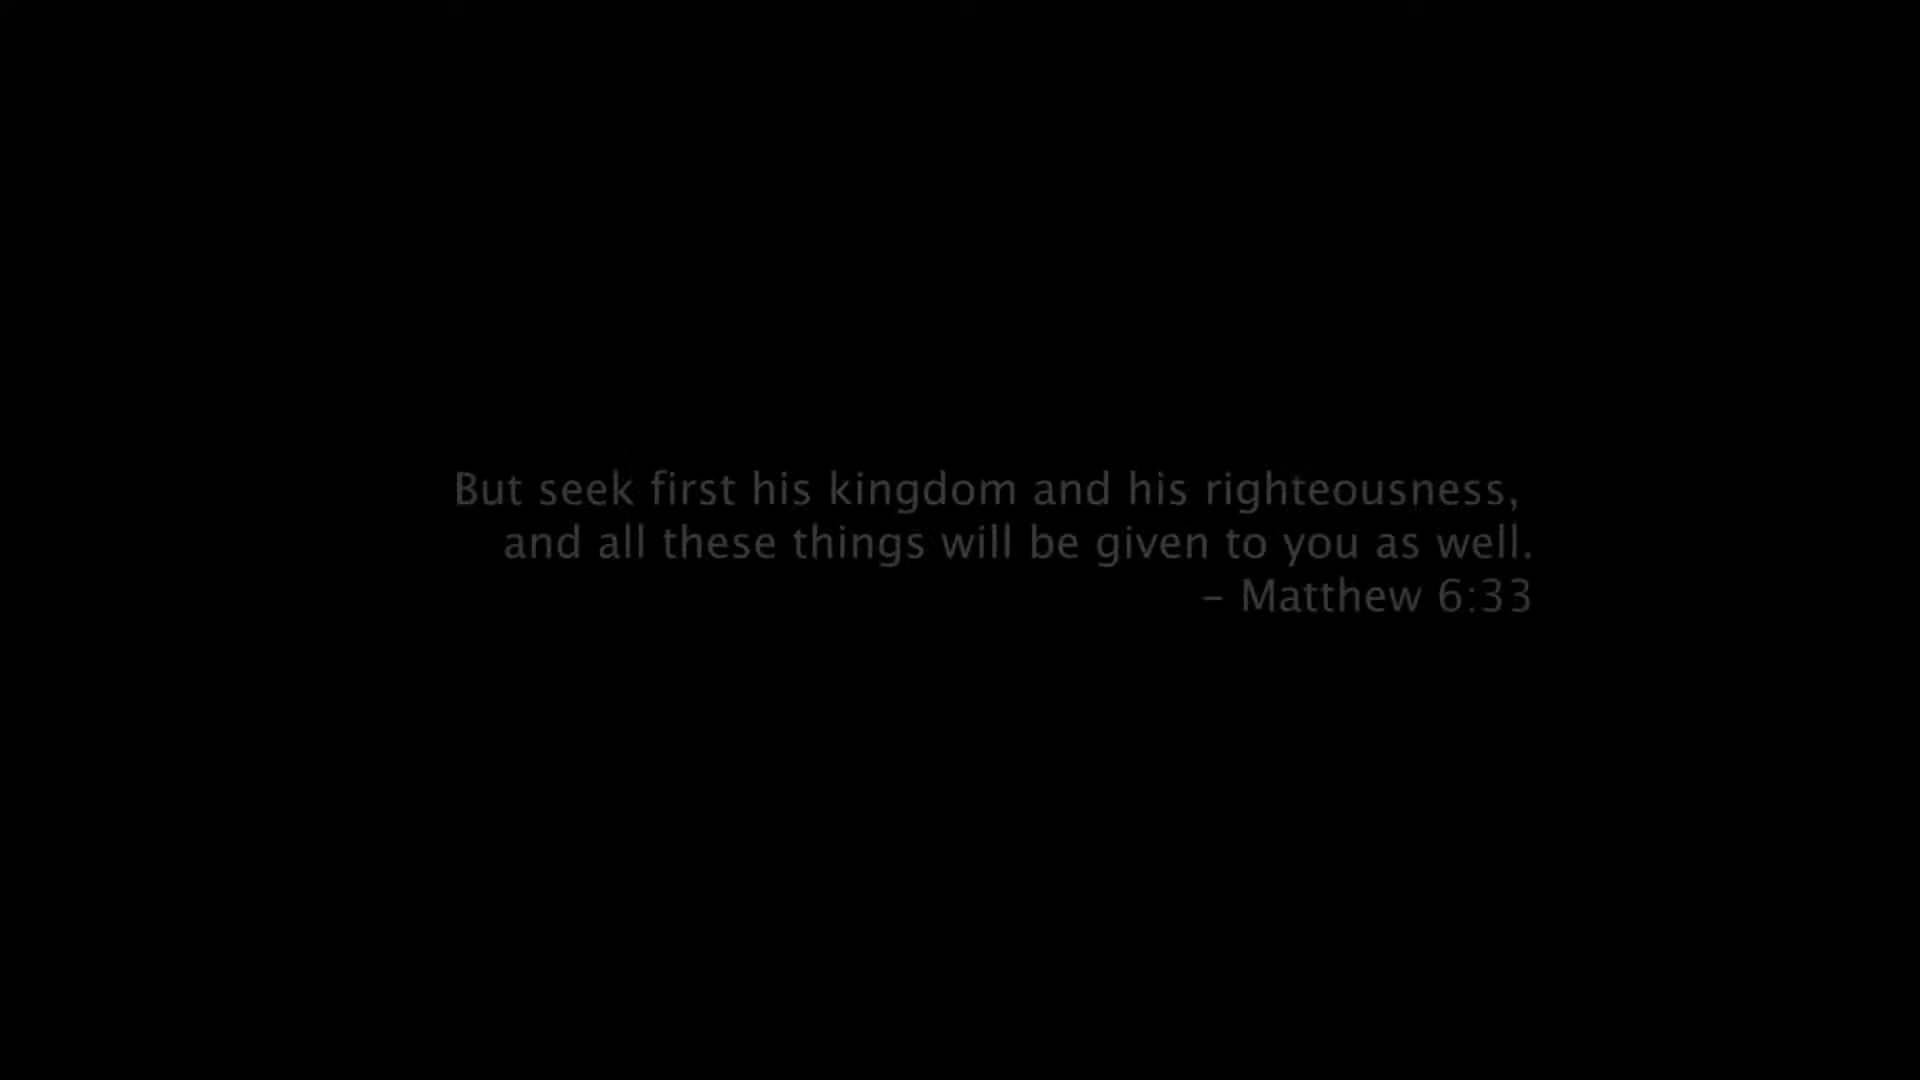 But seek first his kingdom and his righteousness,
and all these things will be given to you as well.
– Matthew 6:33